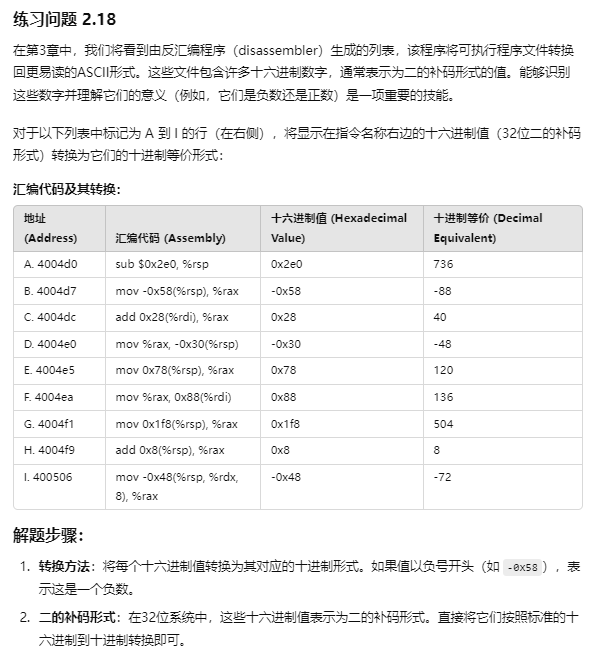 练习问题 2.18
在第3章中，我们将看到由反汇编程序（disassembler）生成的列表，该程序将可执行程序文件转换
回更易读的ASCII形式。这些文件包含许多十六进制数字，通常表示为二的补码形式的值。能够识别
这些数字并理解它们的意义（例如，它们是负数还是正数）是一项重要的技能。
对于以下列表中标记为 A 到 I 的行（在右侧），将显示在指令名称右边的十六进制值（32位二的补码
形式）转换为它们的十进制等价形式：
汇编代码及其转换：
地址 (Address) 汇编代码 (Assembly) 十六进制值 (Hexadecimal Value) 十进制等价 (Decimal Equivalent)
A. 4004d0 sub $0x2e0, %rsp 0x2e0 736
B. 4004d7 mov -0x58(%rsp), %rax -0x58 -88
C. 4004dc add 0x28(%rdi), %rax 0x28 40
D. 4004e0 mov %rax, -0x30(%rsp) -0x30 -48
E. 4004e5 mov 0x78(%rsp), %rax 0x78 120
F. 4004ea mov %rax, 0x88(%rdi) 0x88 136
G. 4004f1 mov 0x1f8(%rsp), %rax 0x1f8 504
H. 4004f9 add 0x8(%rsp), %rax 0x8 8
I. 400506 mov -0x48(%rsp, %rdx, 8), %rax -0x48 -72
解题步骤：
1. 转换方法：将每个十六进制值转换为其对应的十进制形式。如果值以负号开头（如 -0x58），表
示这是一个负数。
2. 二的补码形式：在32位系统中，这些十六进制值表示为二的补码形式。直接将它们按照标准的十
六进制到十进制转换即可。